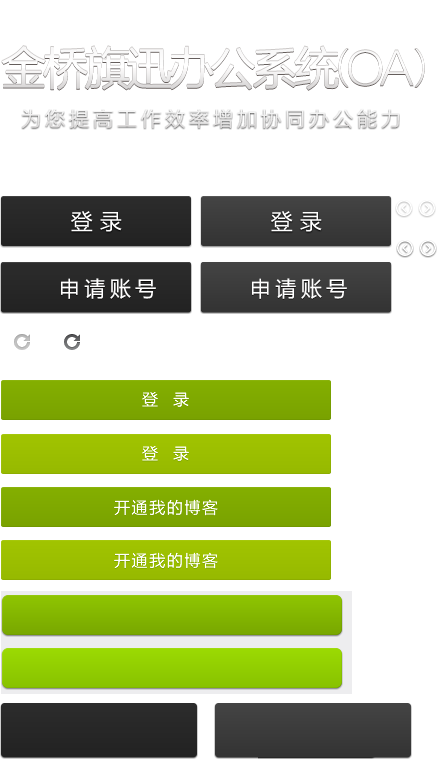 金桥旗迅办公系统(OA)
为您提高工作效率增加协同办公能力
登录 登录
申请账号 申请账号
登 录
登 录
开通我的博客
开通我的博客